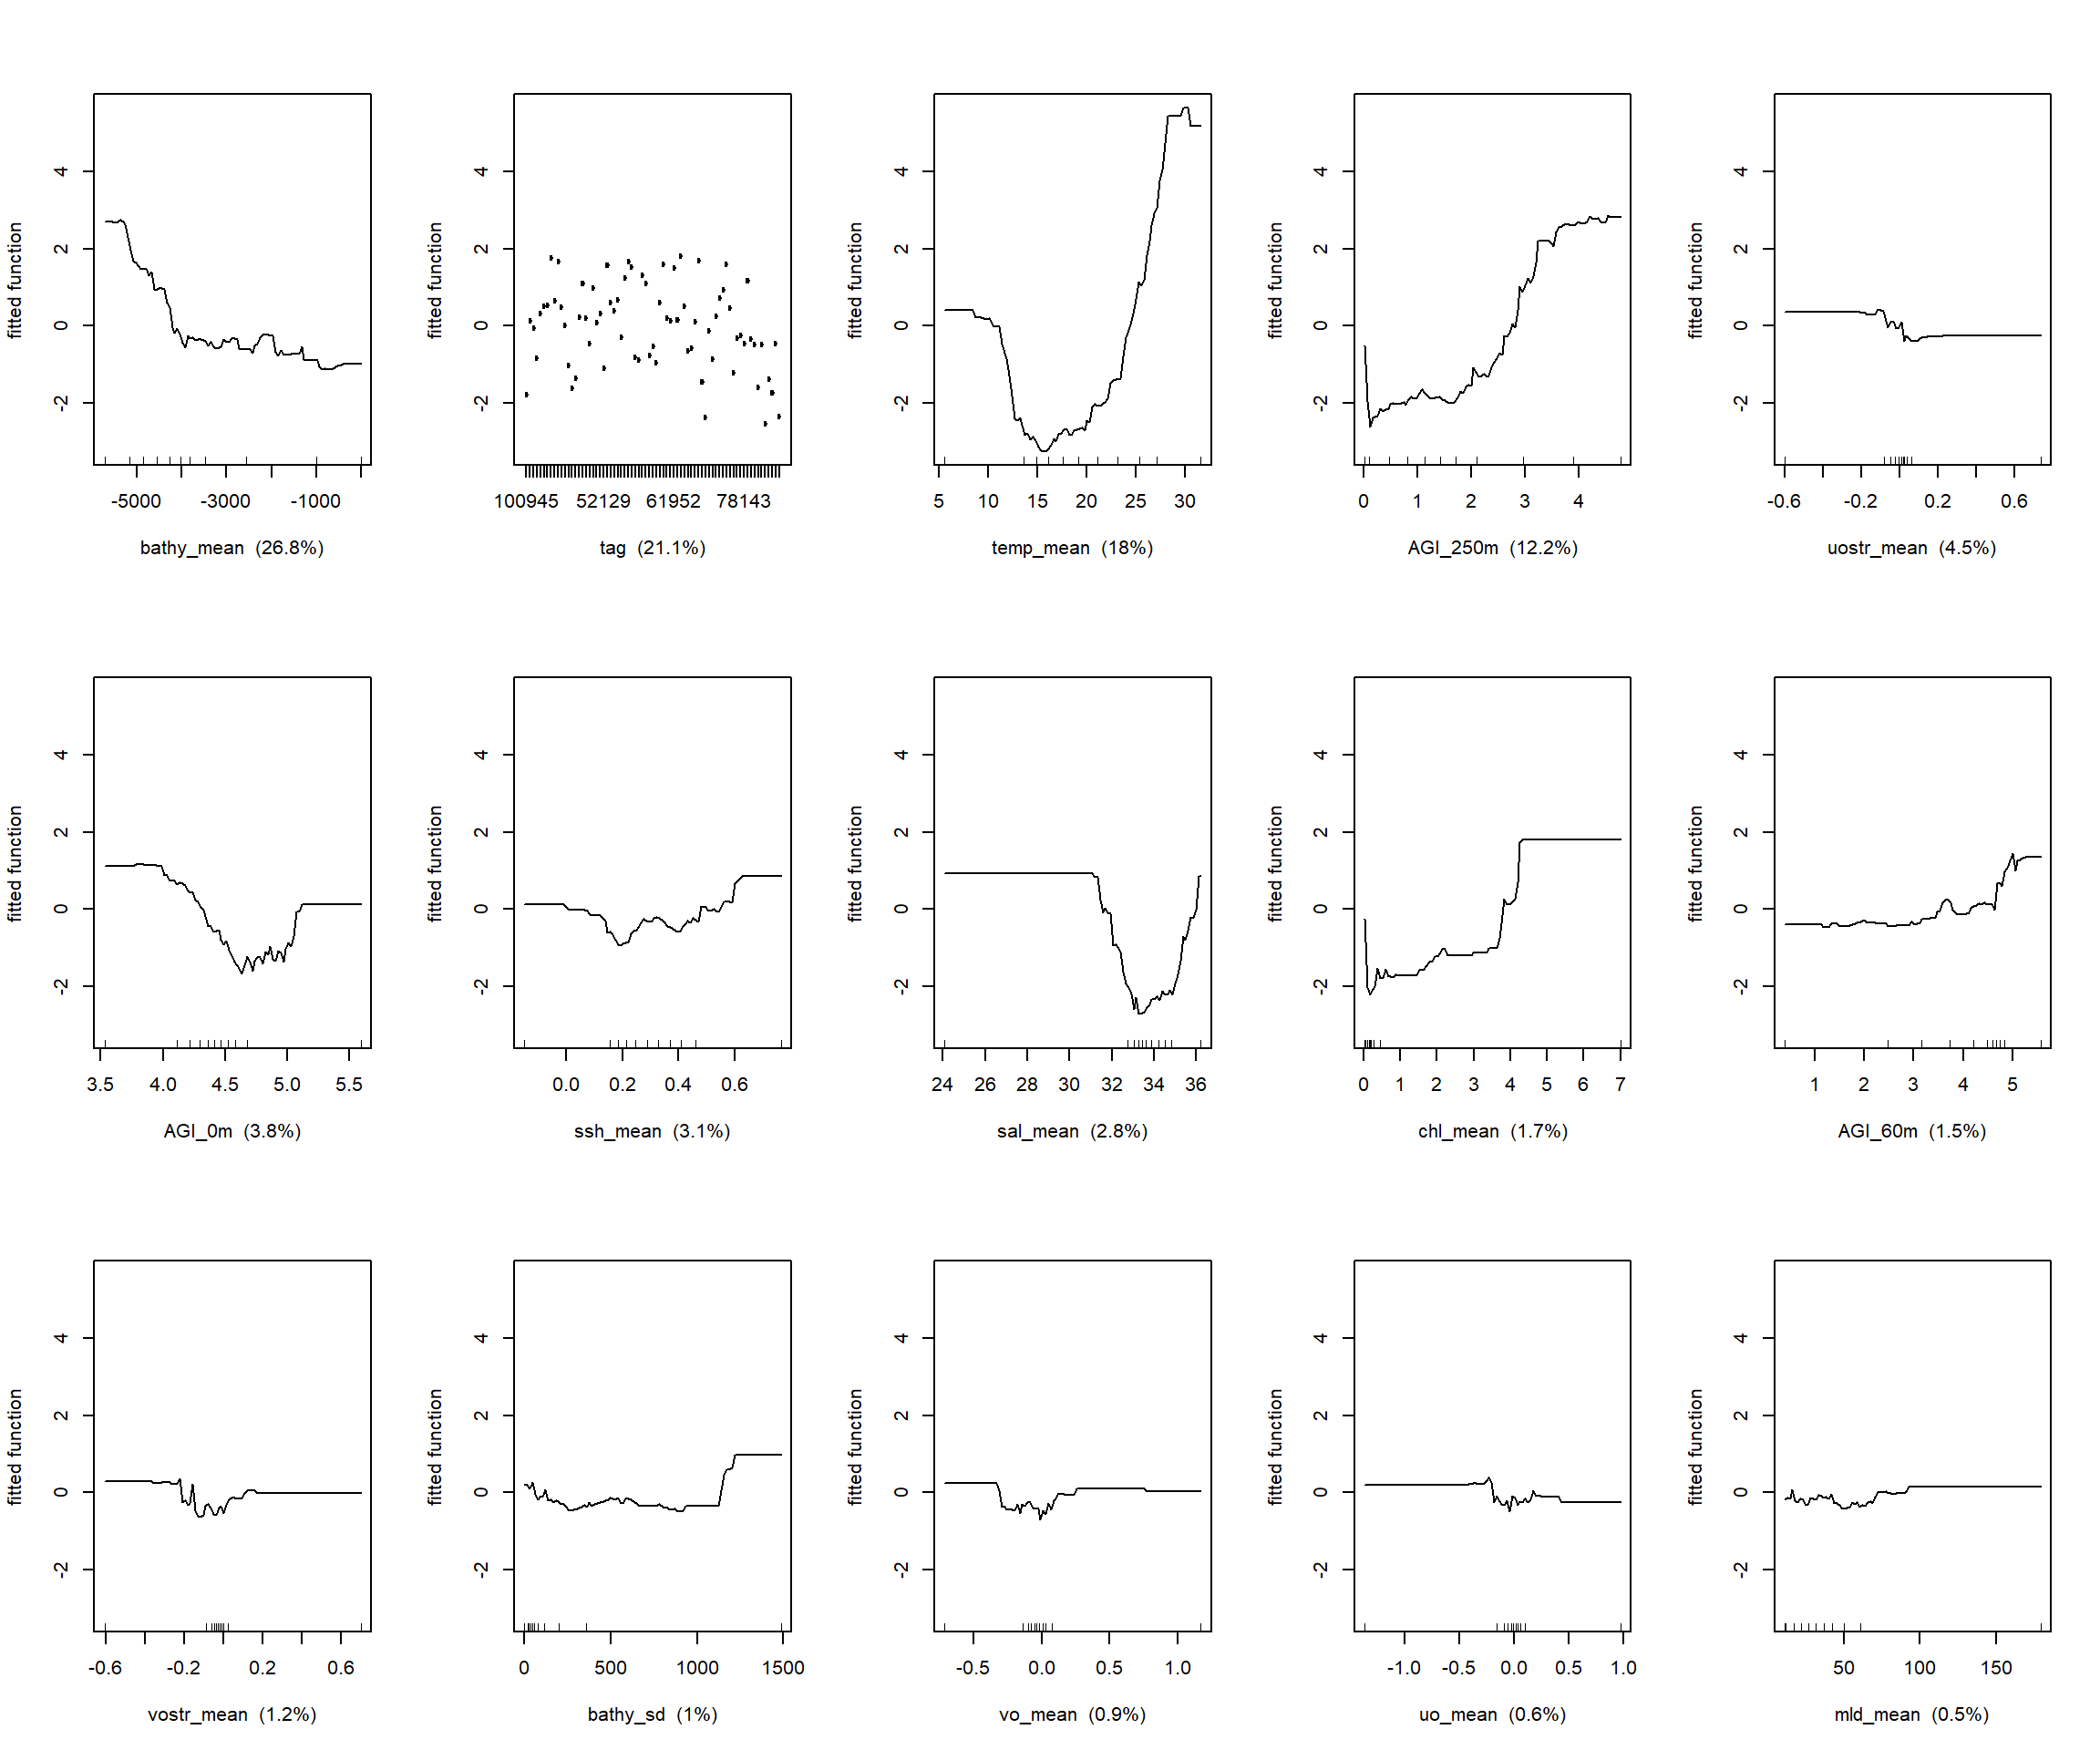 fitted function
4
2
0
-2
-5000 -3000 -1000
bathy_mean (26.8%)
fitted function
4
2
0
-2
100945 52129 61952 78143
tag (21.1%)
fitted function
4
2
0
-2
5 10 15 20 25 30
temp_mean (18%)
fitted function
4
2
0
-2
0 1 2 3 4
AGI_250m (12.2%)
fitted function
4
2
0
-2
-0.6 -0.2 0.2 0.6
uostr_mean (4.5%)
fitted function
4
2
0
-2
3.5 4.0 4.5 5.0 5.5
AGI_0m (3.8%)
fitted function
4
2
0
-2
0.0 0.2 0.4 0.6
ssh_mean (3.1%)
fitted function
4
2
0
-2
24 26 28 30 32 34 36
sal_mean (2.8%)
fitted function
4
2
0
-2
0 1 2 3 4 5 6 7
chl_mean (1.7%)
fitted function
4
2
0
-2
1 2 3 4 5
AGI_60m (1.5%)
fitted function
4
2
0
-2
-0.6 -0.2 0.2 0.6
vostr_mean (1.2%)
fitted function
4
2
0
-2
0 500 1000 1500
bathy_sd (1%)
fitted function
4
2
0
-2
-0.5 0.0 0.5 1.0
vo_mean (0.9%)
fitted function
4
2
0
-2
-1.0 -0.5 0.0 0.5 1.0
uo_mean (0.6%)
fitted function
4
2
0
-2
50 100 150
mld_mean (0.5%)